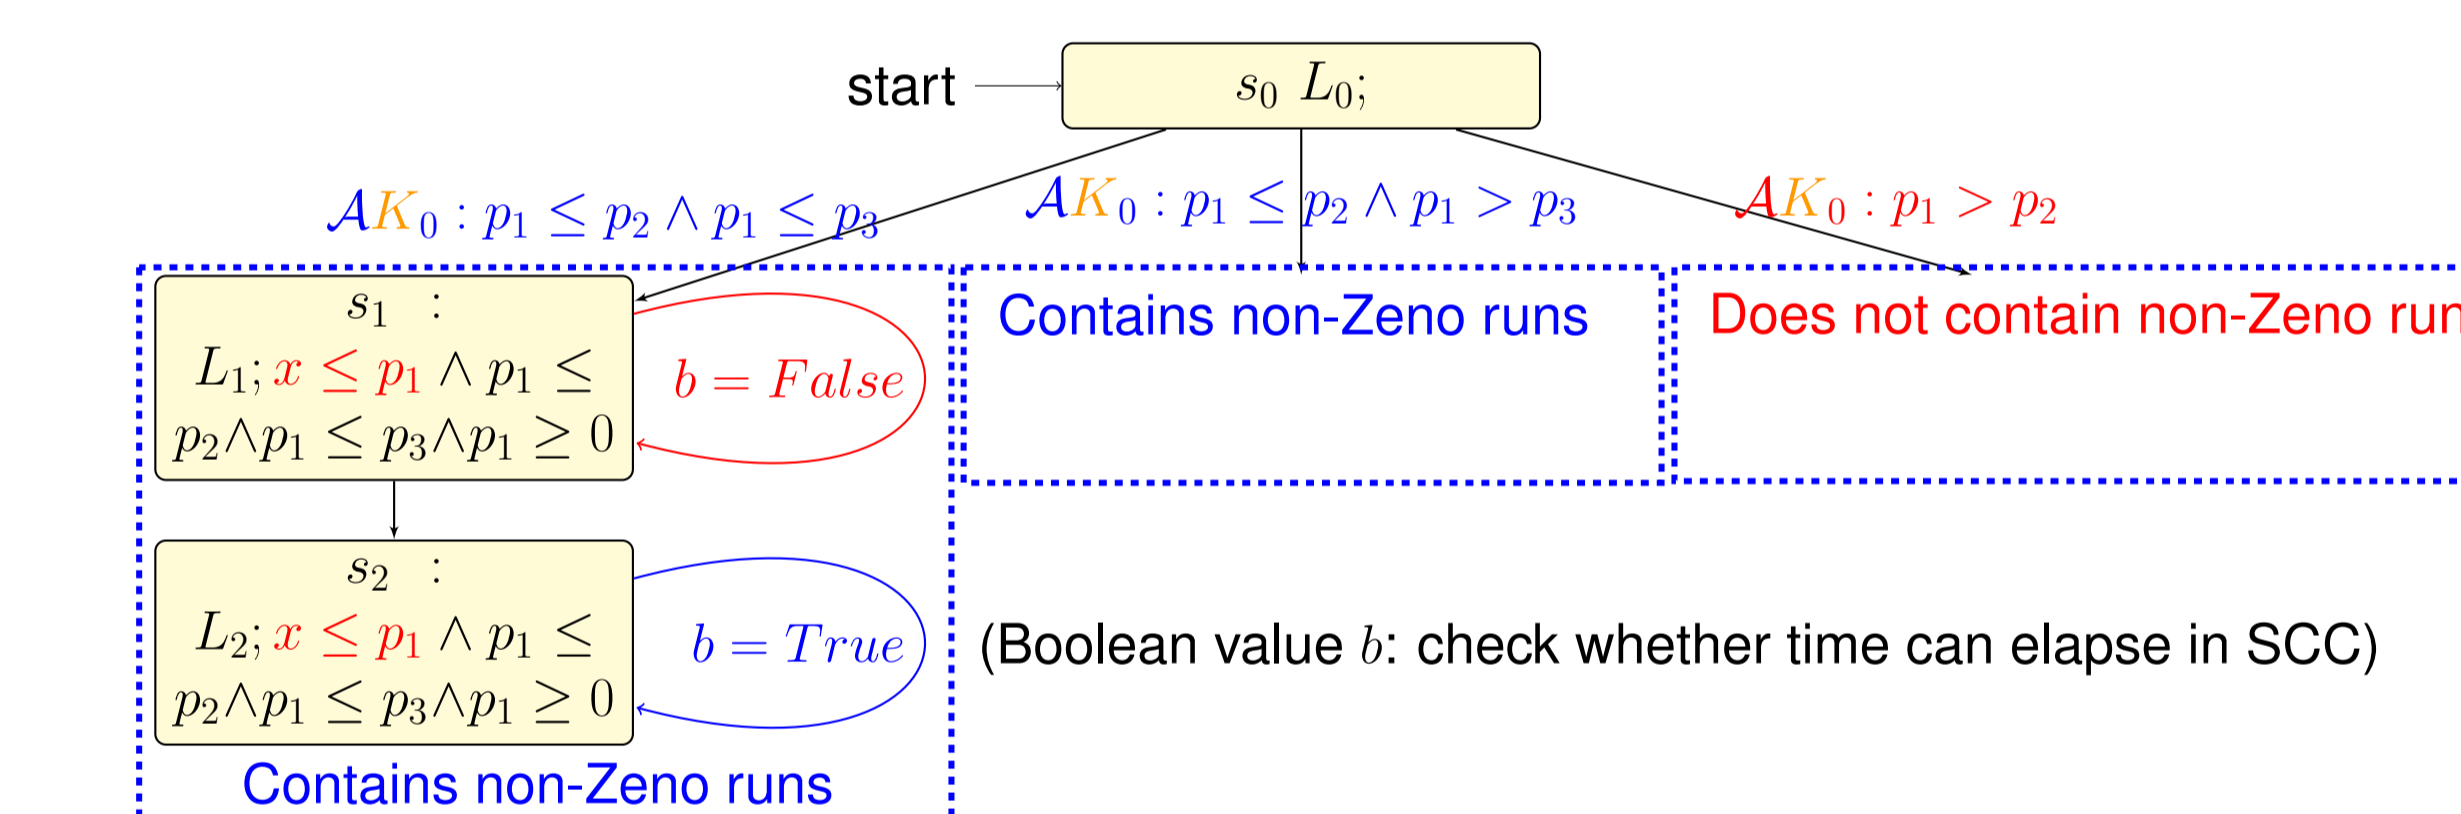 start
s₀ L₀;
𝒜K₀ : p₁ ≤ p₂ ∧ p₁ ≤ p₃
𝒜K₀ : p₁ ≤ p₂ ∧ p₁ > p₃
𝒜K₀ : p₁ > p₂
s₁ :
L₁; x ≤ p₁ ∧ p₁ ≤
p₂∧p₁ ≤ p₃∧p₁ ≥ 0
b = False
Contains non-Zeno runs
Does not contain non-Zeno run
s₂ :
L₂; x ≤ p₁ ∧ p₁ ≤
p₂∧p₁ ≤ p₃∧p₁ ≥ 0
b = True
(Boolean value b: check whether time can elapse in SCC)
Contains non-Zeno runs